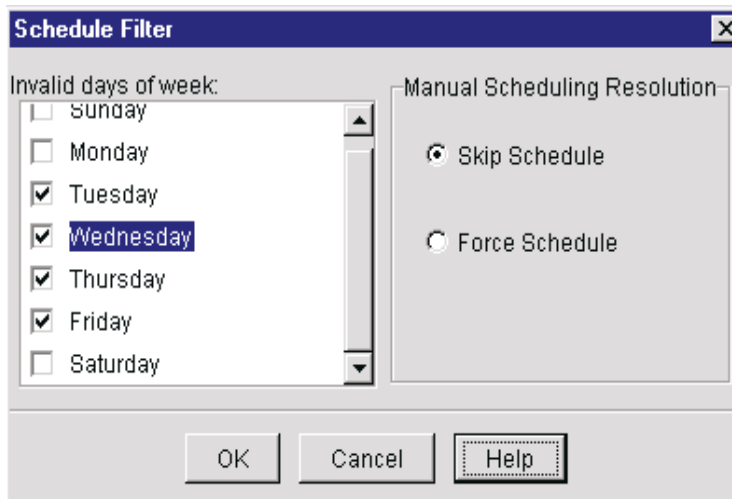 Schedule Filter
Invalid days of week:
Sunday
Monday
Tuesday
Wednesday
Thursday
Friday
Saturday
Manual Scheduling Resolution
Skip Schedule
Force Schedule
OK
Cancel
Help